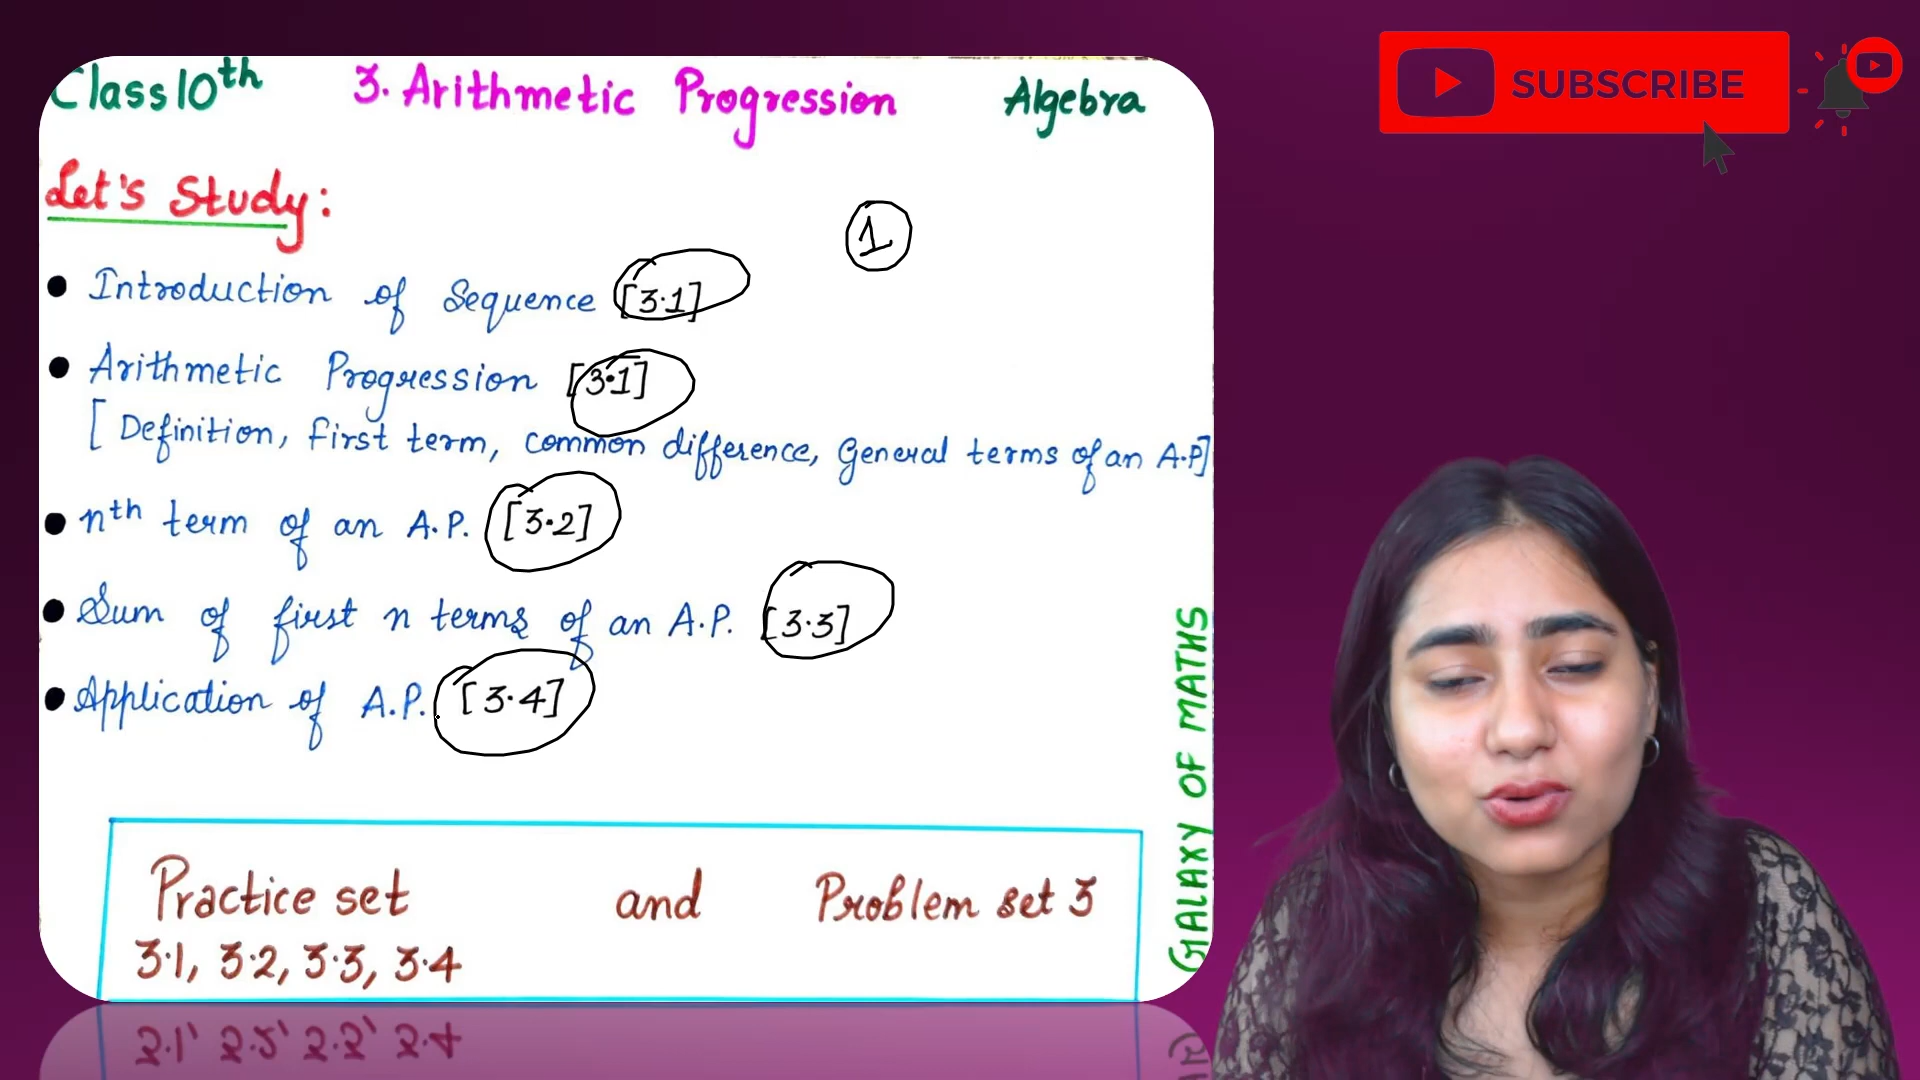 Class 10th 3. Arithmetic Progression Algebra
SUBSCRIBE
Let's Study:
1
• Introduction of Sequence [3.1]
• Arithmetic Progression [3.1]
[Definition, First term, common difference, General terms of an A.P]
• nth term of an A.P. [3.2]
• Sum of first n terms of an A.P. [3.3]
• Application of A.P. [3.4]
GALAXY OF MATHS
Practice set and Problem set 3
3.1, 3.2, 3.3, 3.4